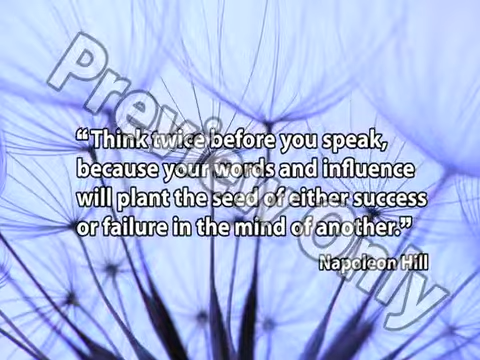 “Think twice before you speak,
because your words and influence
will plant the seed of either success
or failure in the mind of another.”
Napoleon Hill
Preview Only